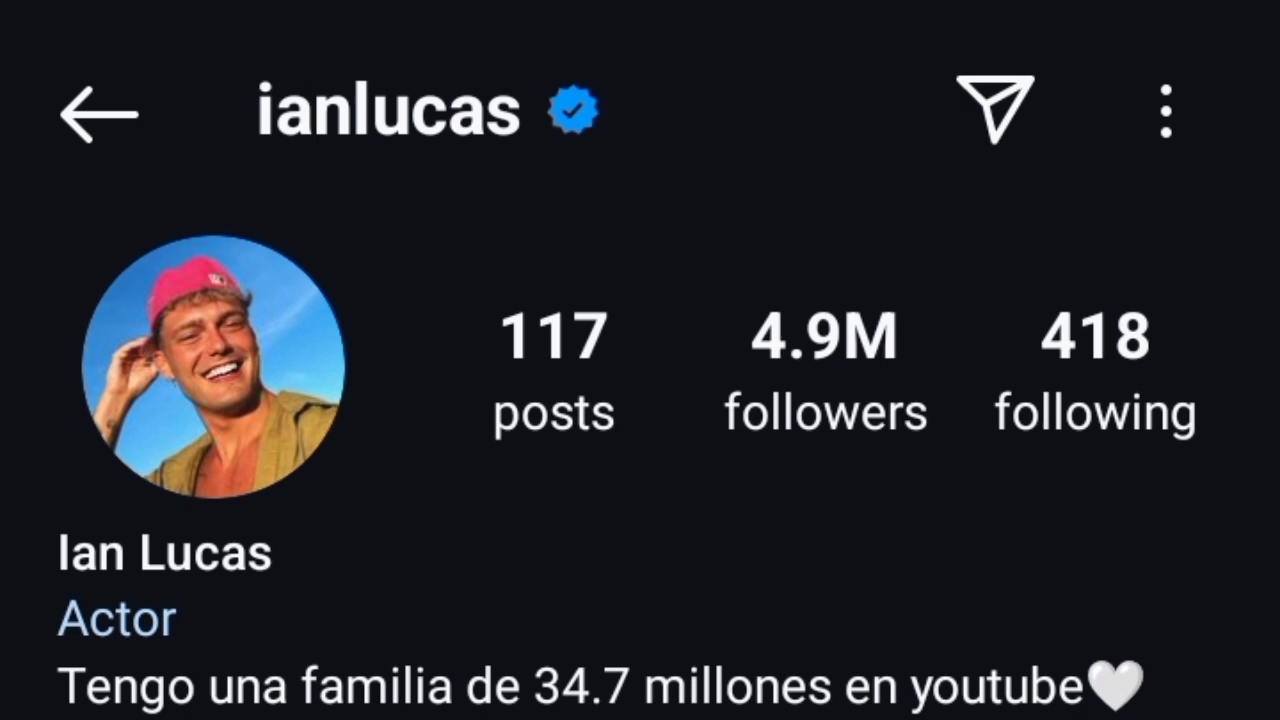 ianlucas
117 4.9M 418
posts followers following
Ian Lucas
Actor
Tengo una familia de 34.7 millones en youtube🤍